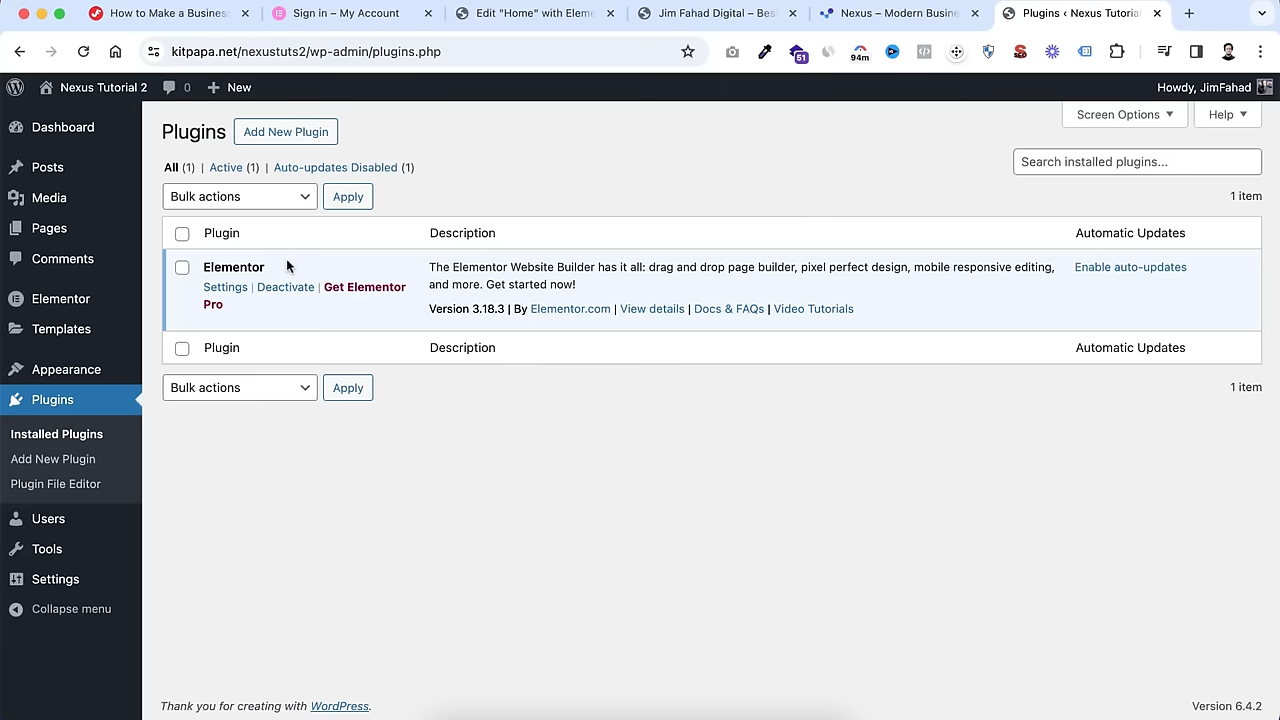 How to Make a Business
Sign in – My Account
Edit "Home" with Eleme
Jim Fahad Digital – Bes
Nexus – Modern Busine
Plugins ‹ Nexus Tutorial
kitpapa.net/nexustuts2/wp-admin/plugins.php
51
94m
Nexus Tutorial 2
0
New
Howdy, JimFahad
Dashboard
Posts
Media
Pages
Comments
Elementor
Templates
Appearance
Plugins
Installed Plugins
Add New Plugin
Plugin File Editor
Users
Tools
Settings
Collapse menu
Screen Options
Help
Plugins
Add New Plugin
All (1) | Active (1) | Auto-updates Disabled (1)
Search installed plugins...
Bulk actions
Apply
1 item
Plugin
Description
Automatic Updates
Elementor
Settings | Deactivate | Get Elementor
Pro
The Elementor Website Builder has it all: drag and drop page builder, pixel perfect design, mobile responsive editing,
and more. Get started now!
Version 3.18.3 | By Elementor.com | View details | Docs & FAQs | Video Tutorials
Enable auto-updates
Plugin
Description
Automatic Updates
Bulk actions
Apply
1 item
Thank you for creating with WordPress.
Version 6.4.2